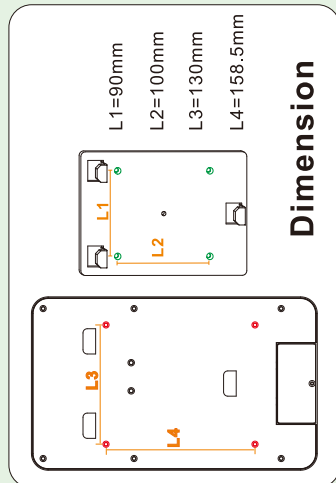 L1=90mm
L2=100mm
L3=130mm
L4=158.5mm
L1
L2
L3
L4
Dimension